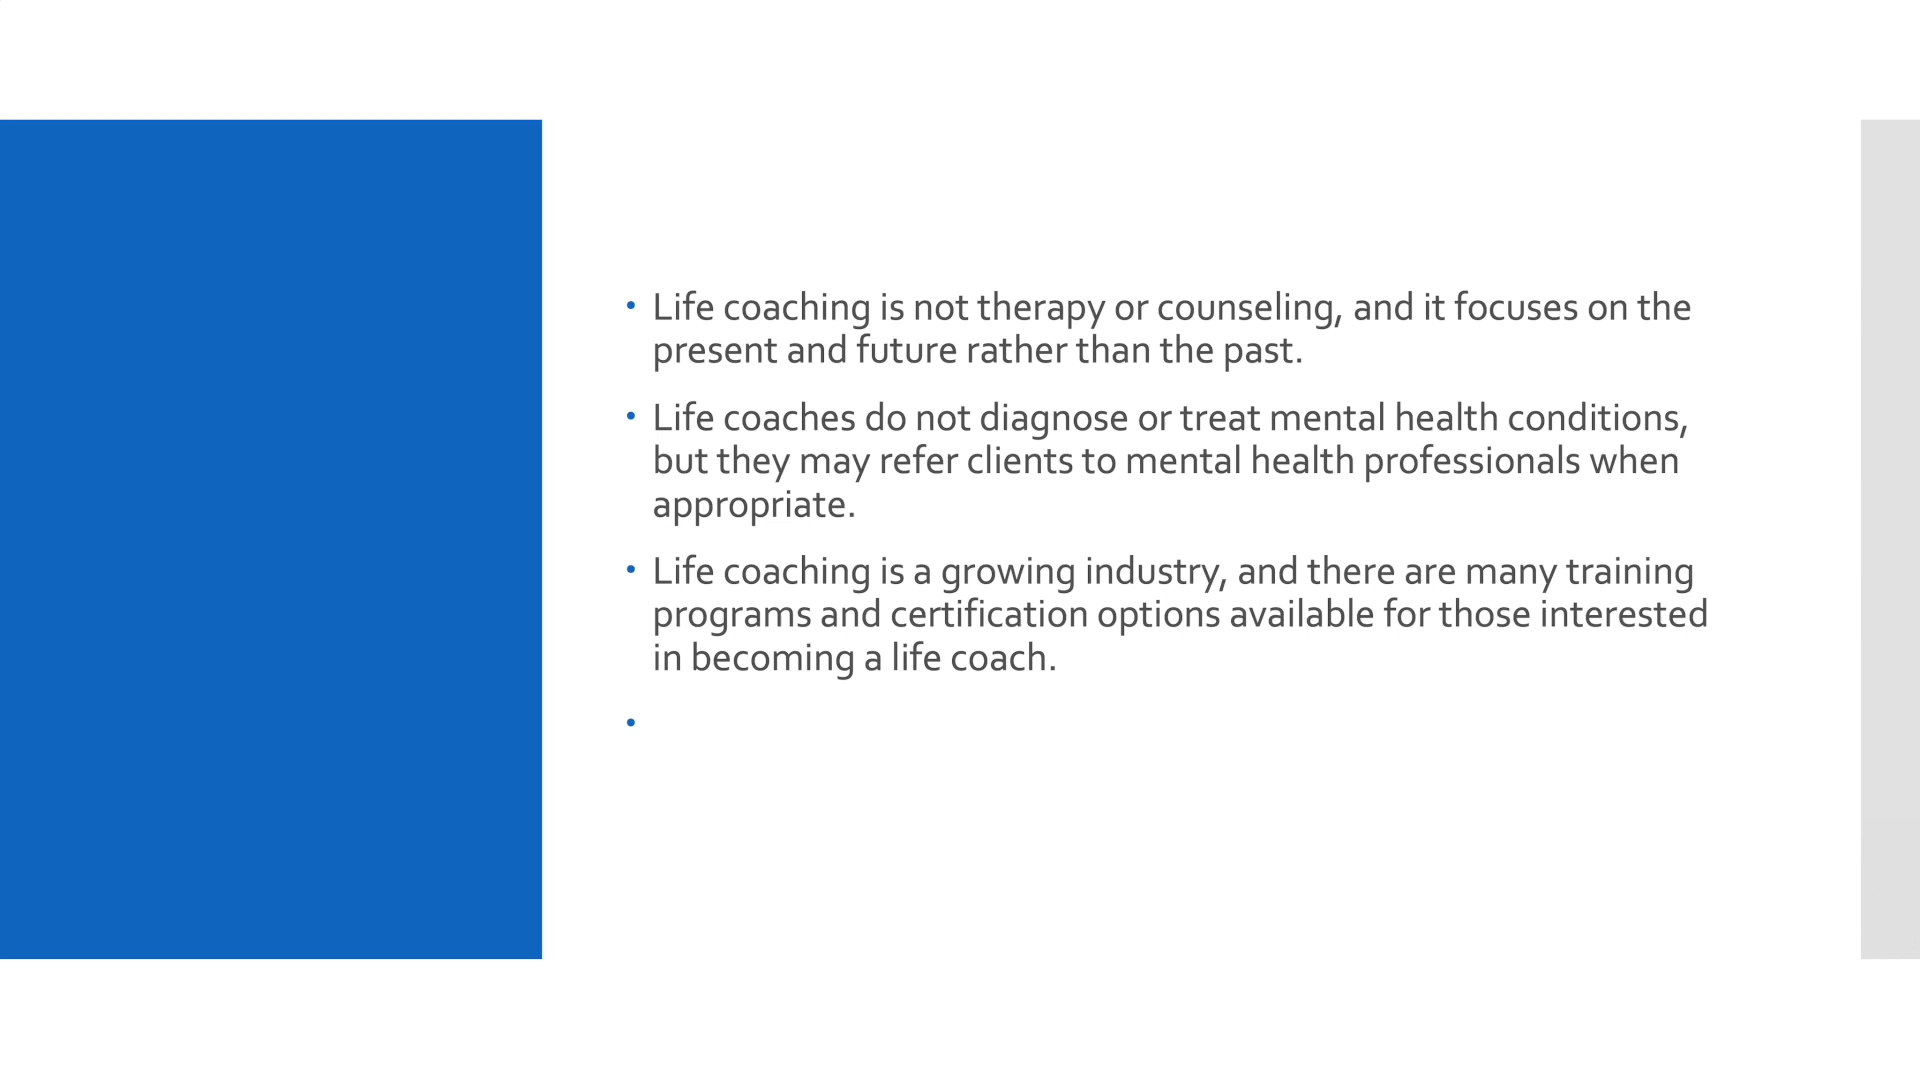 • Life coaching is not therapy or counseling, and it focuses on the
present and future rather than the past.
• Life coaches do not diagnose or treat mental health conditions,
but they may refer clients to mental health professionals when
appropriate.
• Life coaching is a growing industry, and there are many training
programs and certification options available for those interested
in becoming a life coach.
•